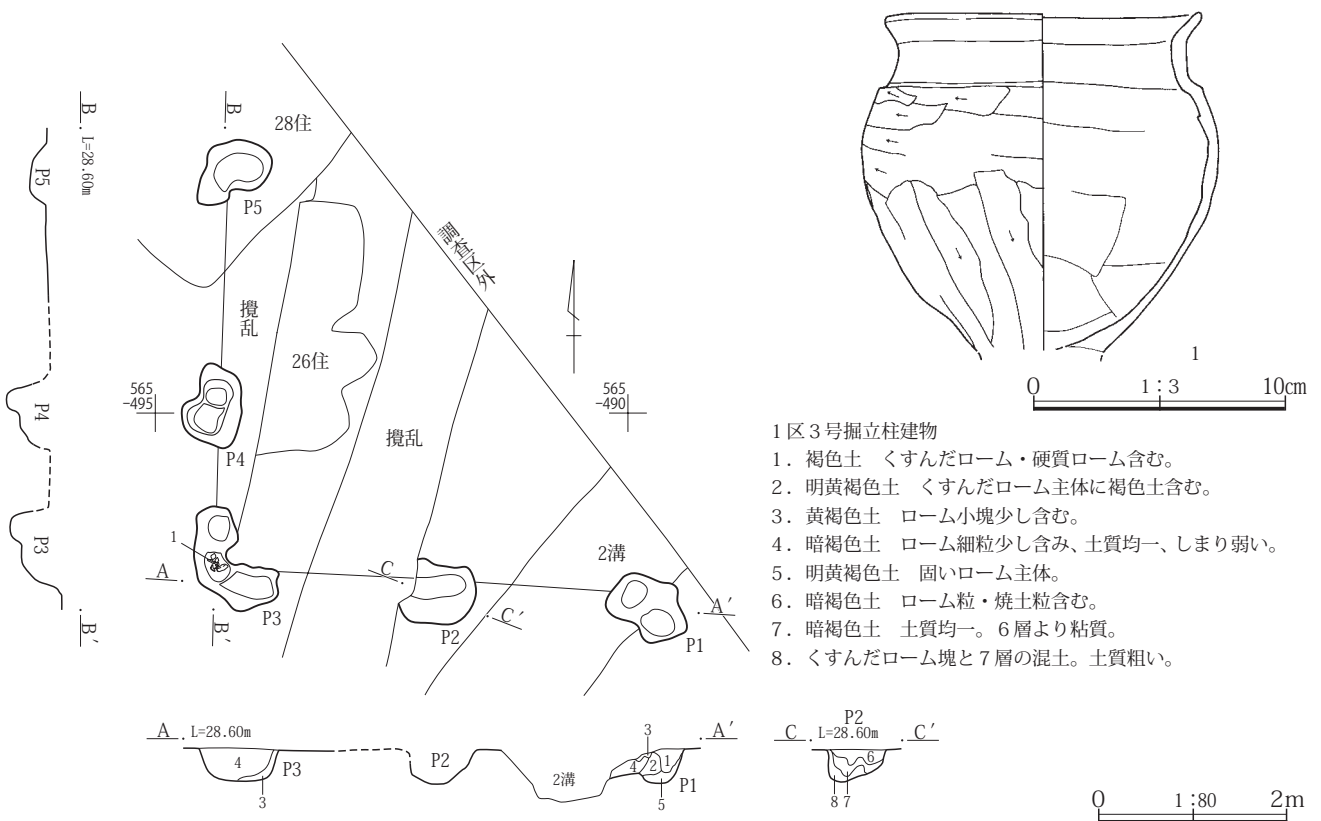 B
L=28.60m
P5
P4
P3
B′
B
28住
P5
調査区外
攪乱
26住
565
-495
攪乱
565
-490
P4
1
A
C
2溝
P3
P2
C′
P1
A′
B′
A
L=28.60m
3
A′
4
P3
P2
4
2
1
P1
3
2溝
5
P2
C
L=28.60m
C′
6
8
7
0
1:80
2m
1
0
1:3
10cm
1区3号掘立柱建物
1．褐色土　くすんだローム・硬質ローム含む。
2．明黄褐色土　くすんだローム主体に褐色土含む。
3．黄褐色土　ローム小塊少し含む。
4．暗褐色土　ローム細粒少し含み、土質均一、しまり弱い。
5．明黄褐色土　固いローム主体。
6．暗褐色土　ローム粒・焼土粒含む。
7．暗褐色土　土質均一。6層より粘質。
8．くすんだローム塊と7層の混土。土質粗い。